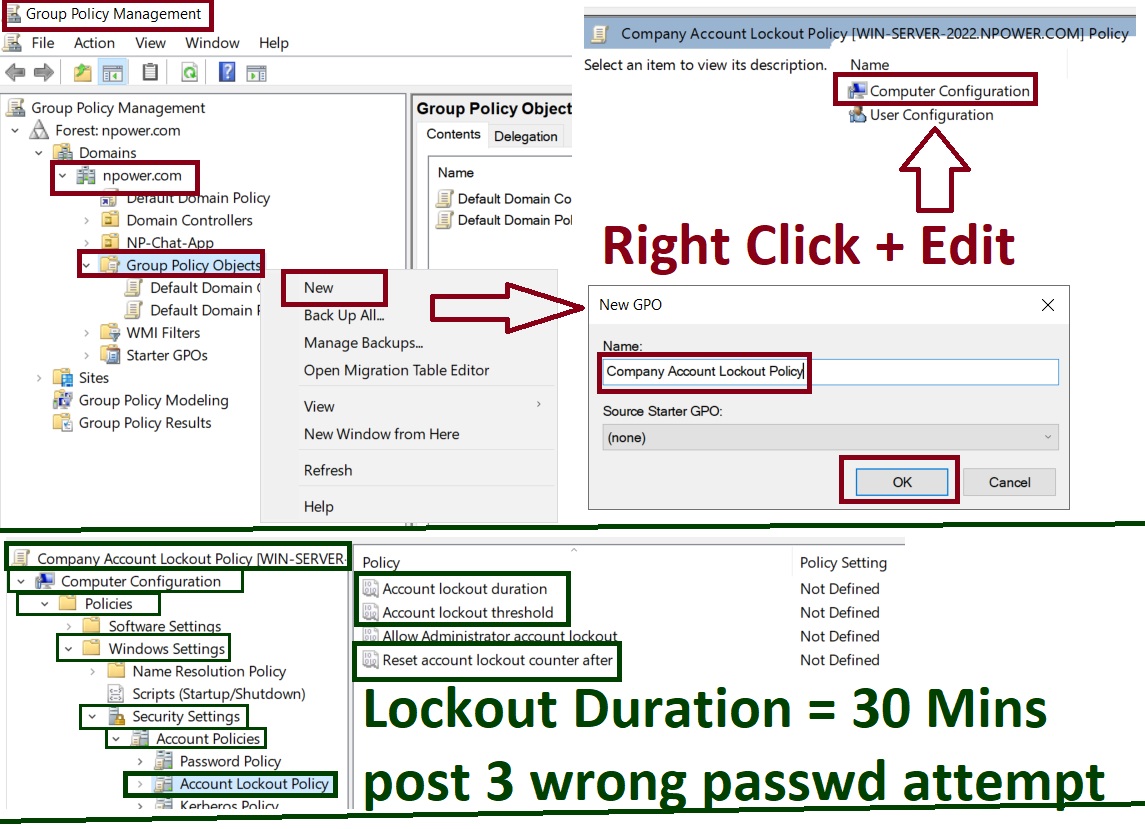 Group Policy Management
File Action View Window Help
Group Policy Management
Forest: npower.com
Domains
npower.com
Default Domain Policy
Domain Controllers
NP-Chat-App
Group Policy Objects
Default Domain
Default Domain
WMI Filters
Starter GPOs
Sites
Group Policy Modeling
Group Policy Results
Group Policy Object
Contents Delegation
Name
Default Domain Co
Default Domain Pol
New
Back Up All...
Manage Backups...
Open Migration Table Editor
View
New Window from Here
Refresh
Help
Company Account Lockout Policy [WIN-SERVER-2022.NPOWER.COM] Policy
Select an item to view its description.
Name
Computer Configuration
User Configuration
Right Click + Edit
New GPO
Name:
Company Account Lockout Policy
Source Starter GPO:
(none)
OK Cancel
Company Account Lockout Policy [WIN-SERVER-
Computer Configuration
Policies
Software Settings
Windows Settings
Name Resolution Policy
Scripts (Startup/Shutdown)
Security Settings
Account Policies
Password Policy
Account Lockout Policy
Kerberos Policy
Policy Policy Setting
Account lockout duration Not Defined
Account lockout threshold Not Defined
Allow Administrator account lockout Not Defined
Reset account lockout counter after Not Defined
Lockout Duration = 30 Mins
post 3 wrong passwd attempt